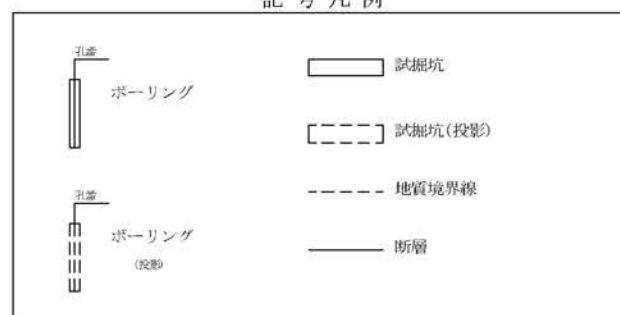 記号凡例
孔番
ボーリング
孔番
ボーリング
(投影)
試掘坑
試掘坑(投影)
地質境界線
断層